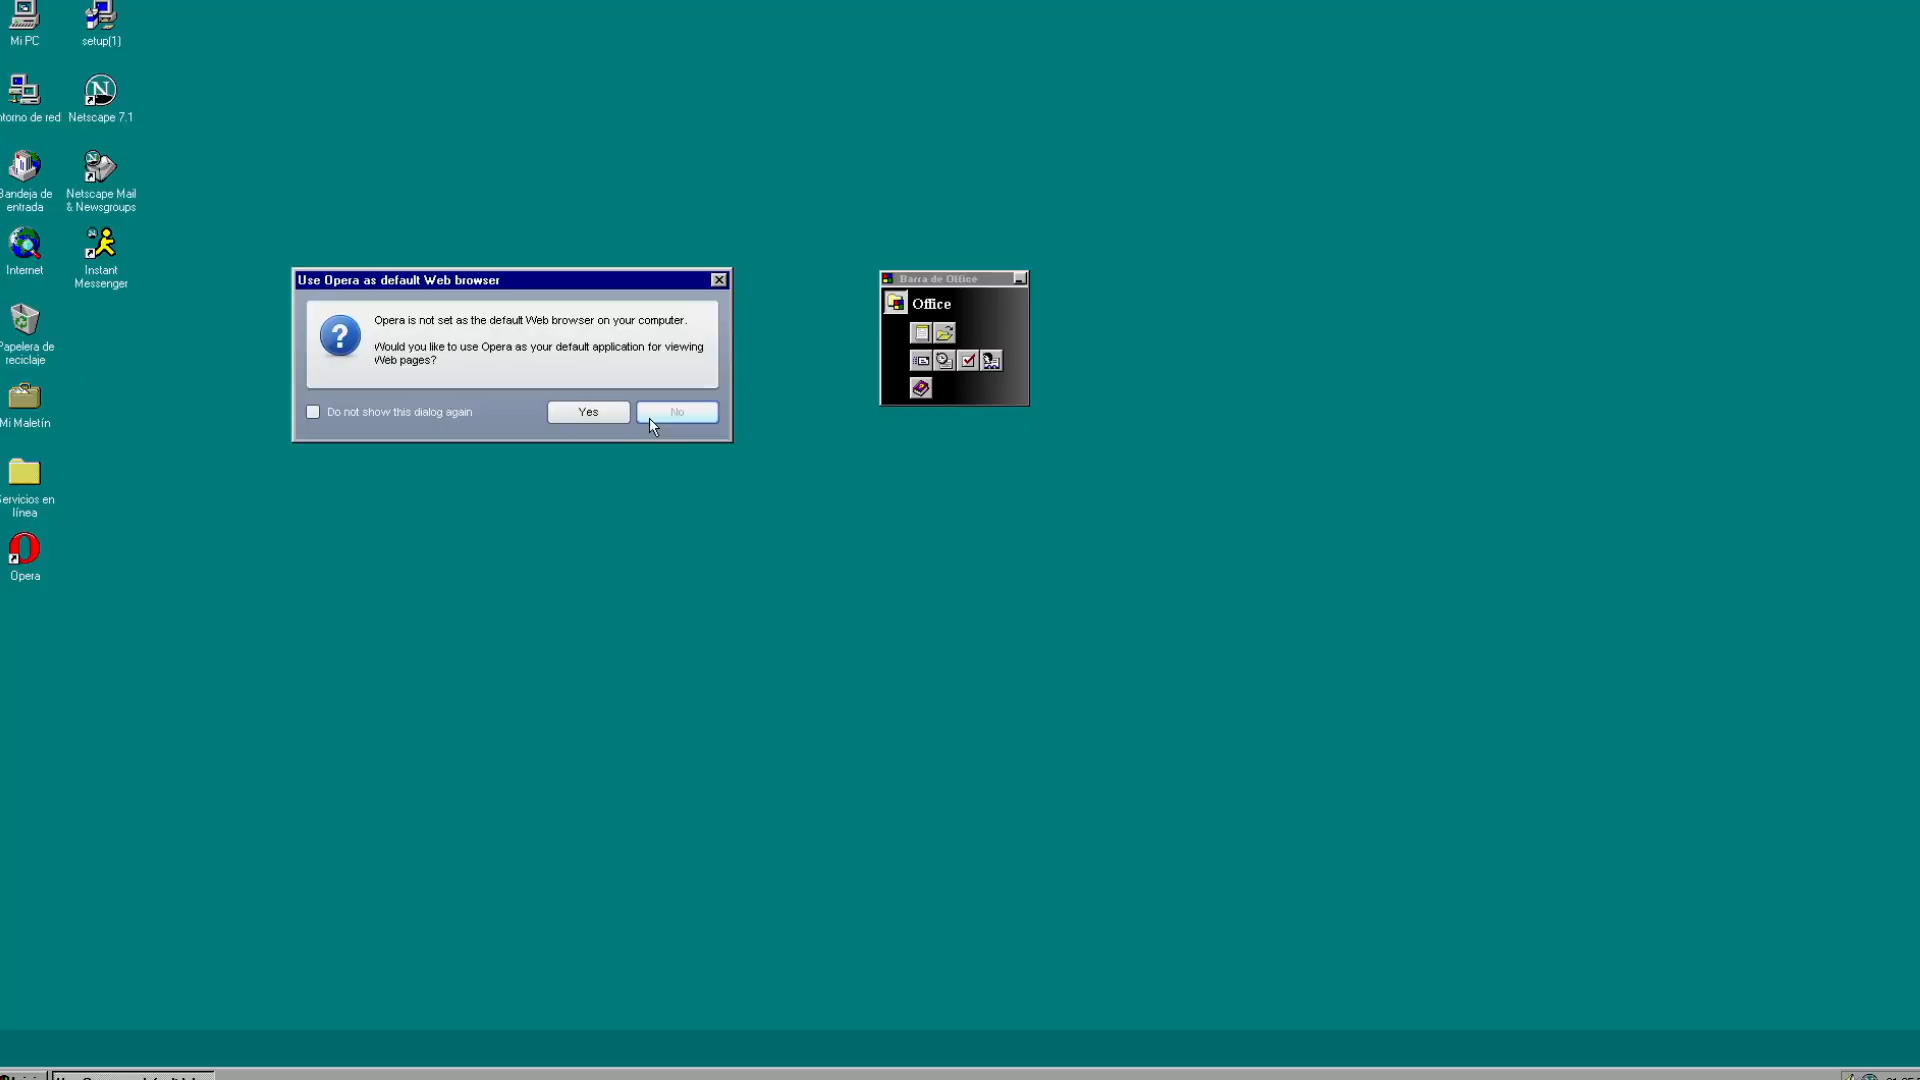 Mi PC
setup(1)
ntorno de red
Netscape 7.1
Bandeja de
entrada
Netscape Mail
& Newsgroups
Internet
Instant
Messenger
Papelera de
reciclaje
Mi Maletín
Servicios en
línea
Opera
Use Opera as default Web browser
Opera is not set as the default Web browser on your computer.
Would you like to use Opera as your default application for viewing
Web pages?
Do not show this dialog again
Yes
No
Barra de Office
Office